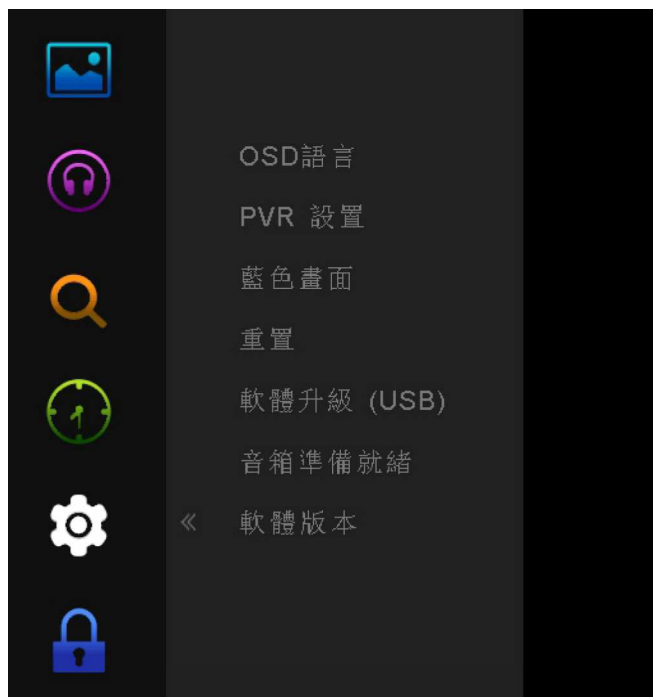 OSD語言
PVR 設置
藍色畫面
重置
軟體升級 (USB)
音箱準備就緒
« 軟體版本